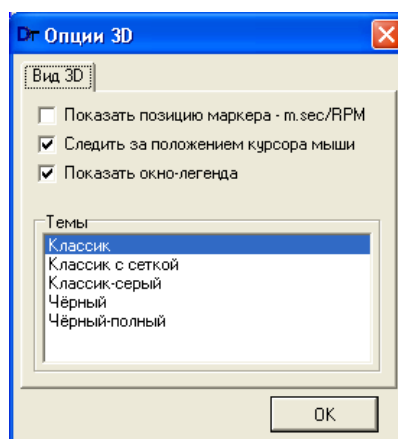 Dт Опции 3D
Вид 3D
Показать позицию маркера - m.sec/RPM
Следить за положением курсора мыши
Показать окно-легенда
Темы
Классик
Классик с сеткой
Классик-серый
Чёрный
Чёрный-полный
OK